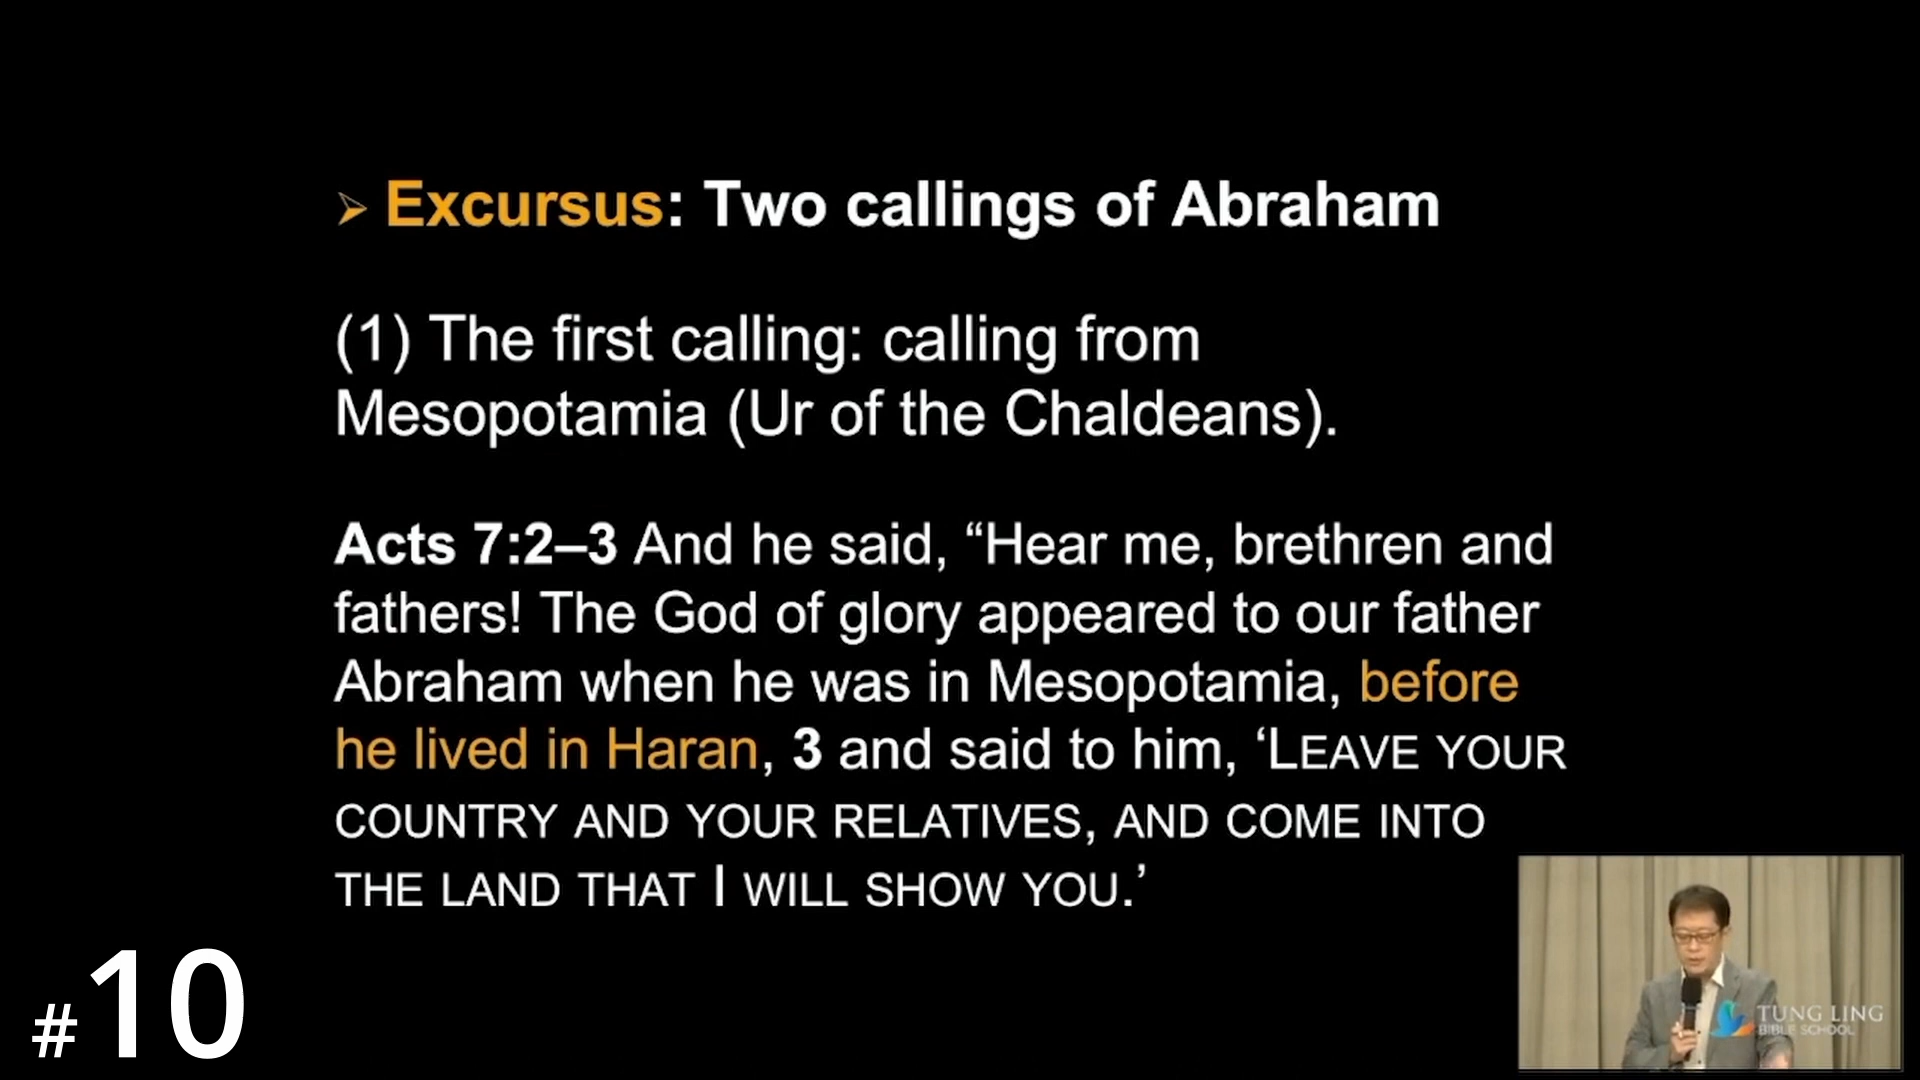 ➢ Excursus: Two callings of Abraham
(1) The first calling: calling from
Mesopotamia (Ur of the Chaldeans).
Acts 7:2–3 And he said, “Hear me, brethren and
fathers! The God of glory appeared to our father
Abraham when he was in Mesopotamia, before
he lived in Haran, 3 and said to him, ‘LEAVE YOUR
COUNTRY AND YOUR RELATIVES, AND COME INTO
THE LAND THAT I WILL SHOW YOU.’
#10
TUNG LING
BIBLE SCHOOL